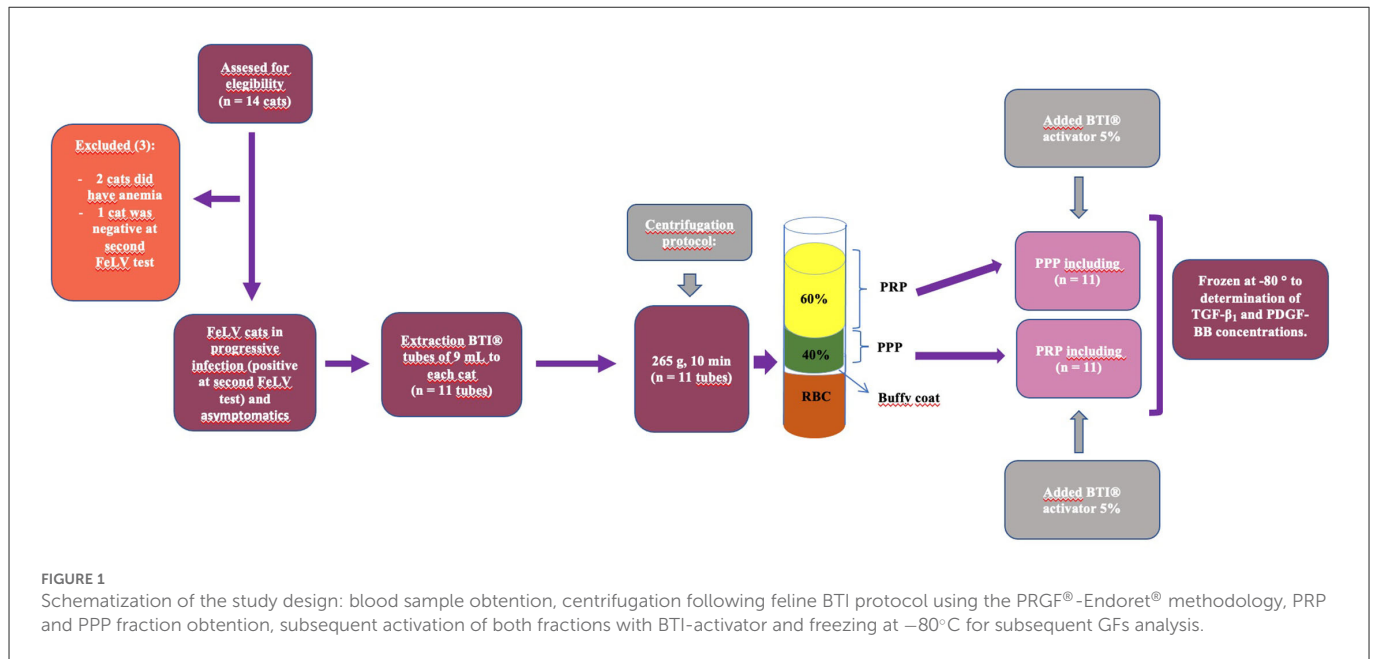 Assesed for
elegibility
(n = 14 cats)
Excluded (3):
- 2 cats did
have anemia
- 1 cat was
negative at
second
FeLV test
FeLV cats in
progressive
infection (positive
at second FeLV
test) and
asymptomatics
Extraction BTI®
tubes of 9 mL to
each cat
(n = 11 tubes)
Centrifugation
protocol:
265 g, 10 min
(n = 11 tubes)
60%
40%
RBC
PRP
PPP
Buffy coat
Added BTI®
activator 5%
PPP including
(n = 11)
PRP including
(n = 11)
Added BTI®
activator 5%
Frozen at -80 ° to
determination of
TGF-β₁ and PDGF-
BB concentrations.
FIGURE 1
Schematization of the study design: blood sample obtention, centrifugation following feline BTI protocol using the PRGF®-Endoret® methodology, PRP
and PPP fraction obtention, subsequent activation of both fractions with BTI-activator and freezing at −80°C for subsequent GFs analysis.